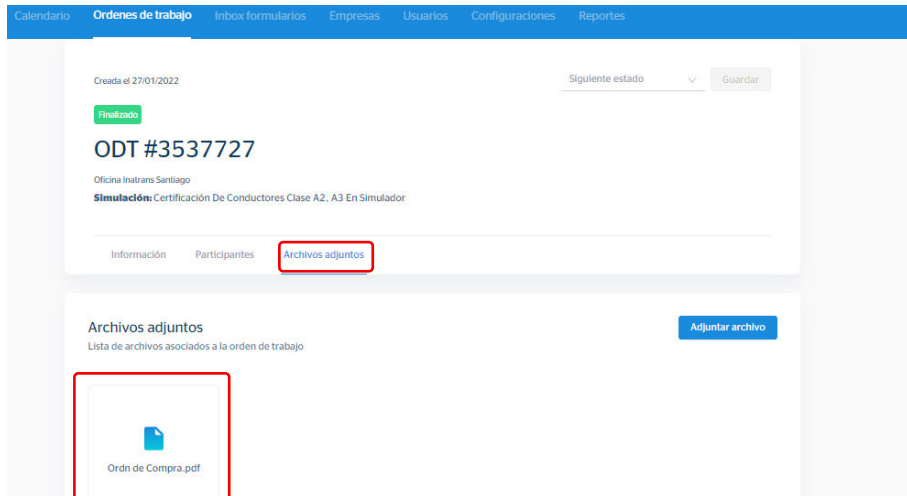 Calendario Ordenes de trabajo Inbox formularios Empresas Usuarios Configuraciones Reportes
Creada el 27/01/2022 Siguiente estado Guardar
Finalizado
ODT #3537727
Oficina Inatrans Santiago
Simulación: Certificación De Conductores Clase A2, A3 En Simulador
Información Participantes Archivos adjuntos
Archivos adjuntos Adjuntar archivo
Lista de archivos asociados a la orden de trabajo
Ordn de Compra.pdf